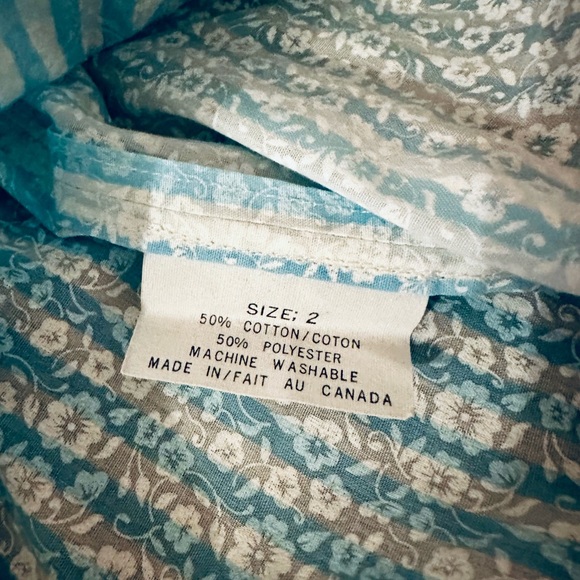 SIZE; 2
50% COTTON/COTON
50% POLYESTER
MACHINE WASHABLE
MADE IN/FAIT AU CANADA